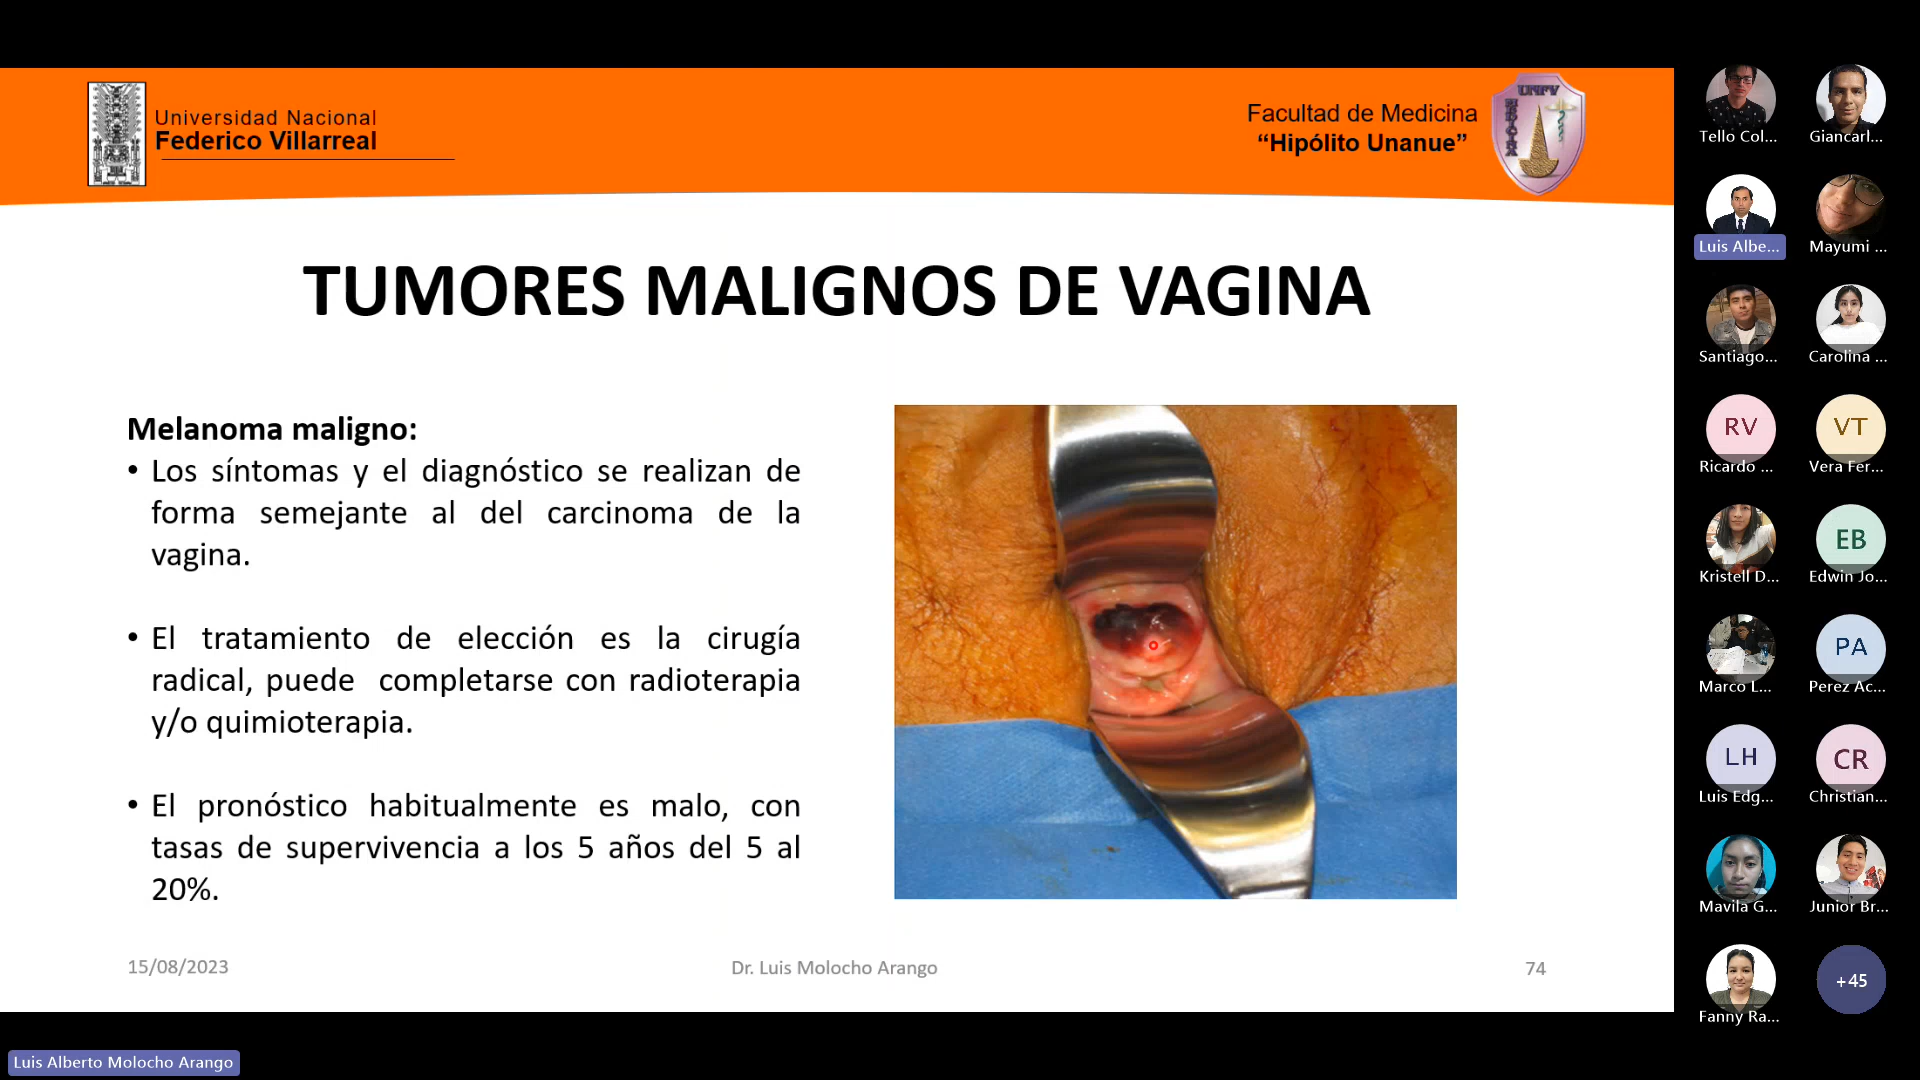 Universidad Nacional
Federico Villarreal
Facultad de Medicina
“Hipólito Unanue”
UNFV
MEDICINA
TUMORES MALIGNOS DE VAGINA
Melanoma maligno:
• Los síntomas y el diagnóstico se realizan de
forma semejante al del carcinoma de la
vagina.
• El tratamiento de elección es la cirugía
radical, puede completarse con radioterapia
y/o quimioterapia.
• El pronóstico habitualmente es malo, con
tasas de supervivencia a los 5 años del 5 al
20%.
15/08/2023
Dr. Luis Molocho Arango
74
Tello Col...
Giancarl...
Luis Albe...
Mayumi ...
Santiago...
Carolina ...
RV
Ricardo ...
VT
Vera Fer...
Kristell D...
EB
Edwin Jo...
Marco L...
PA
Perez Ac...
LH
Luis Edg...
CR
Christian...
Mavila G...
Junior Br...
Fanny Ra...
+45
Luis Alberto Molocho Arango